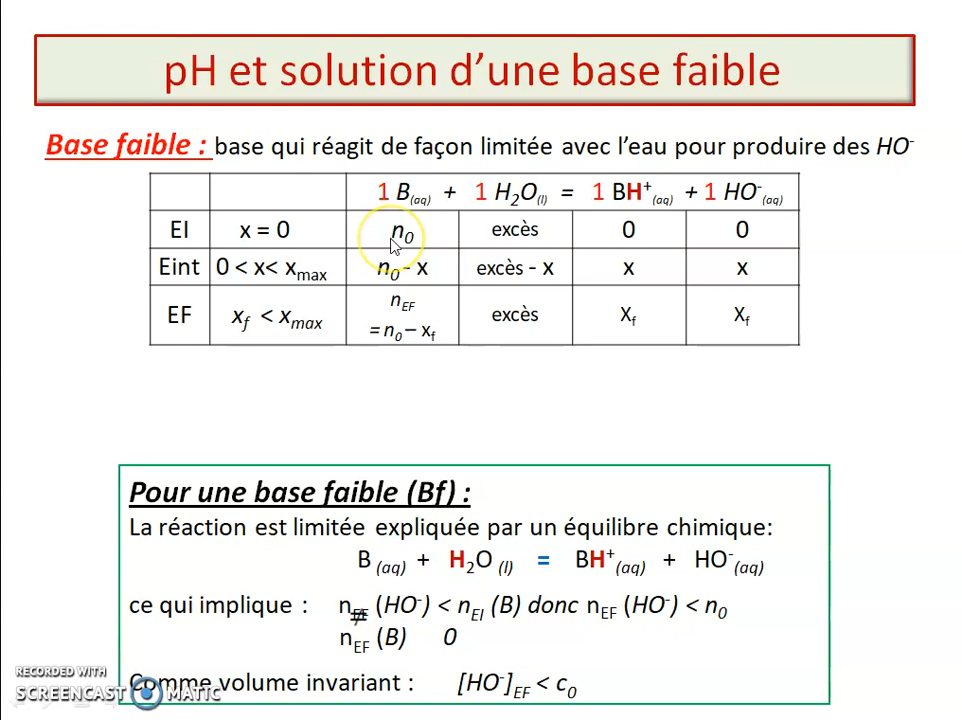 pH et solution d’une base faible
Base faible : base qui réagit de façon limitée avec l’eau pour produire des HO⁻
1 B(aq) + 1 H₂O(l) = 1 BH⁺(aq) + 1 HO⁻(aq)
EI x = 0 n₀ excès 0 0
Eint 0 < x < xmax n₀ - x excès - x x x
EF xf < xmax nEF = n₀ – xf excès Xf Xf
Pour une base faible (Bf) :
La réaction est limitée expliquée par un équilibre chimique:
B (aq) + H₂O (l) = BH⁺(aq) + HO⁻(aq)
ce qui implique : nEF (HO⁻) < nEI (B) donc nEF (HO⁻) < n₀
≠
nEF (B) 0
Comme volume invariant : [HO⁻]EF < c₀
RECORDED WITH
SCREENCAST MATIC